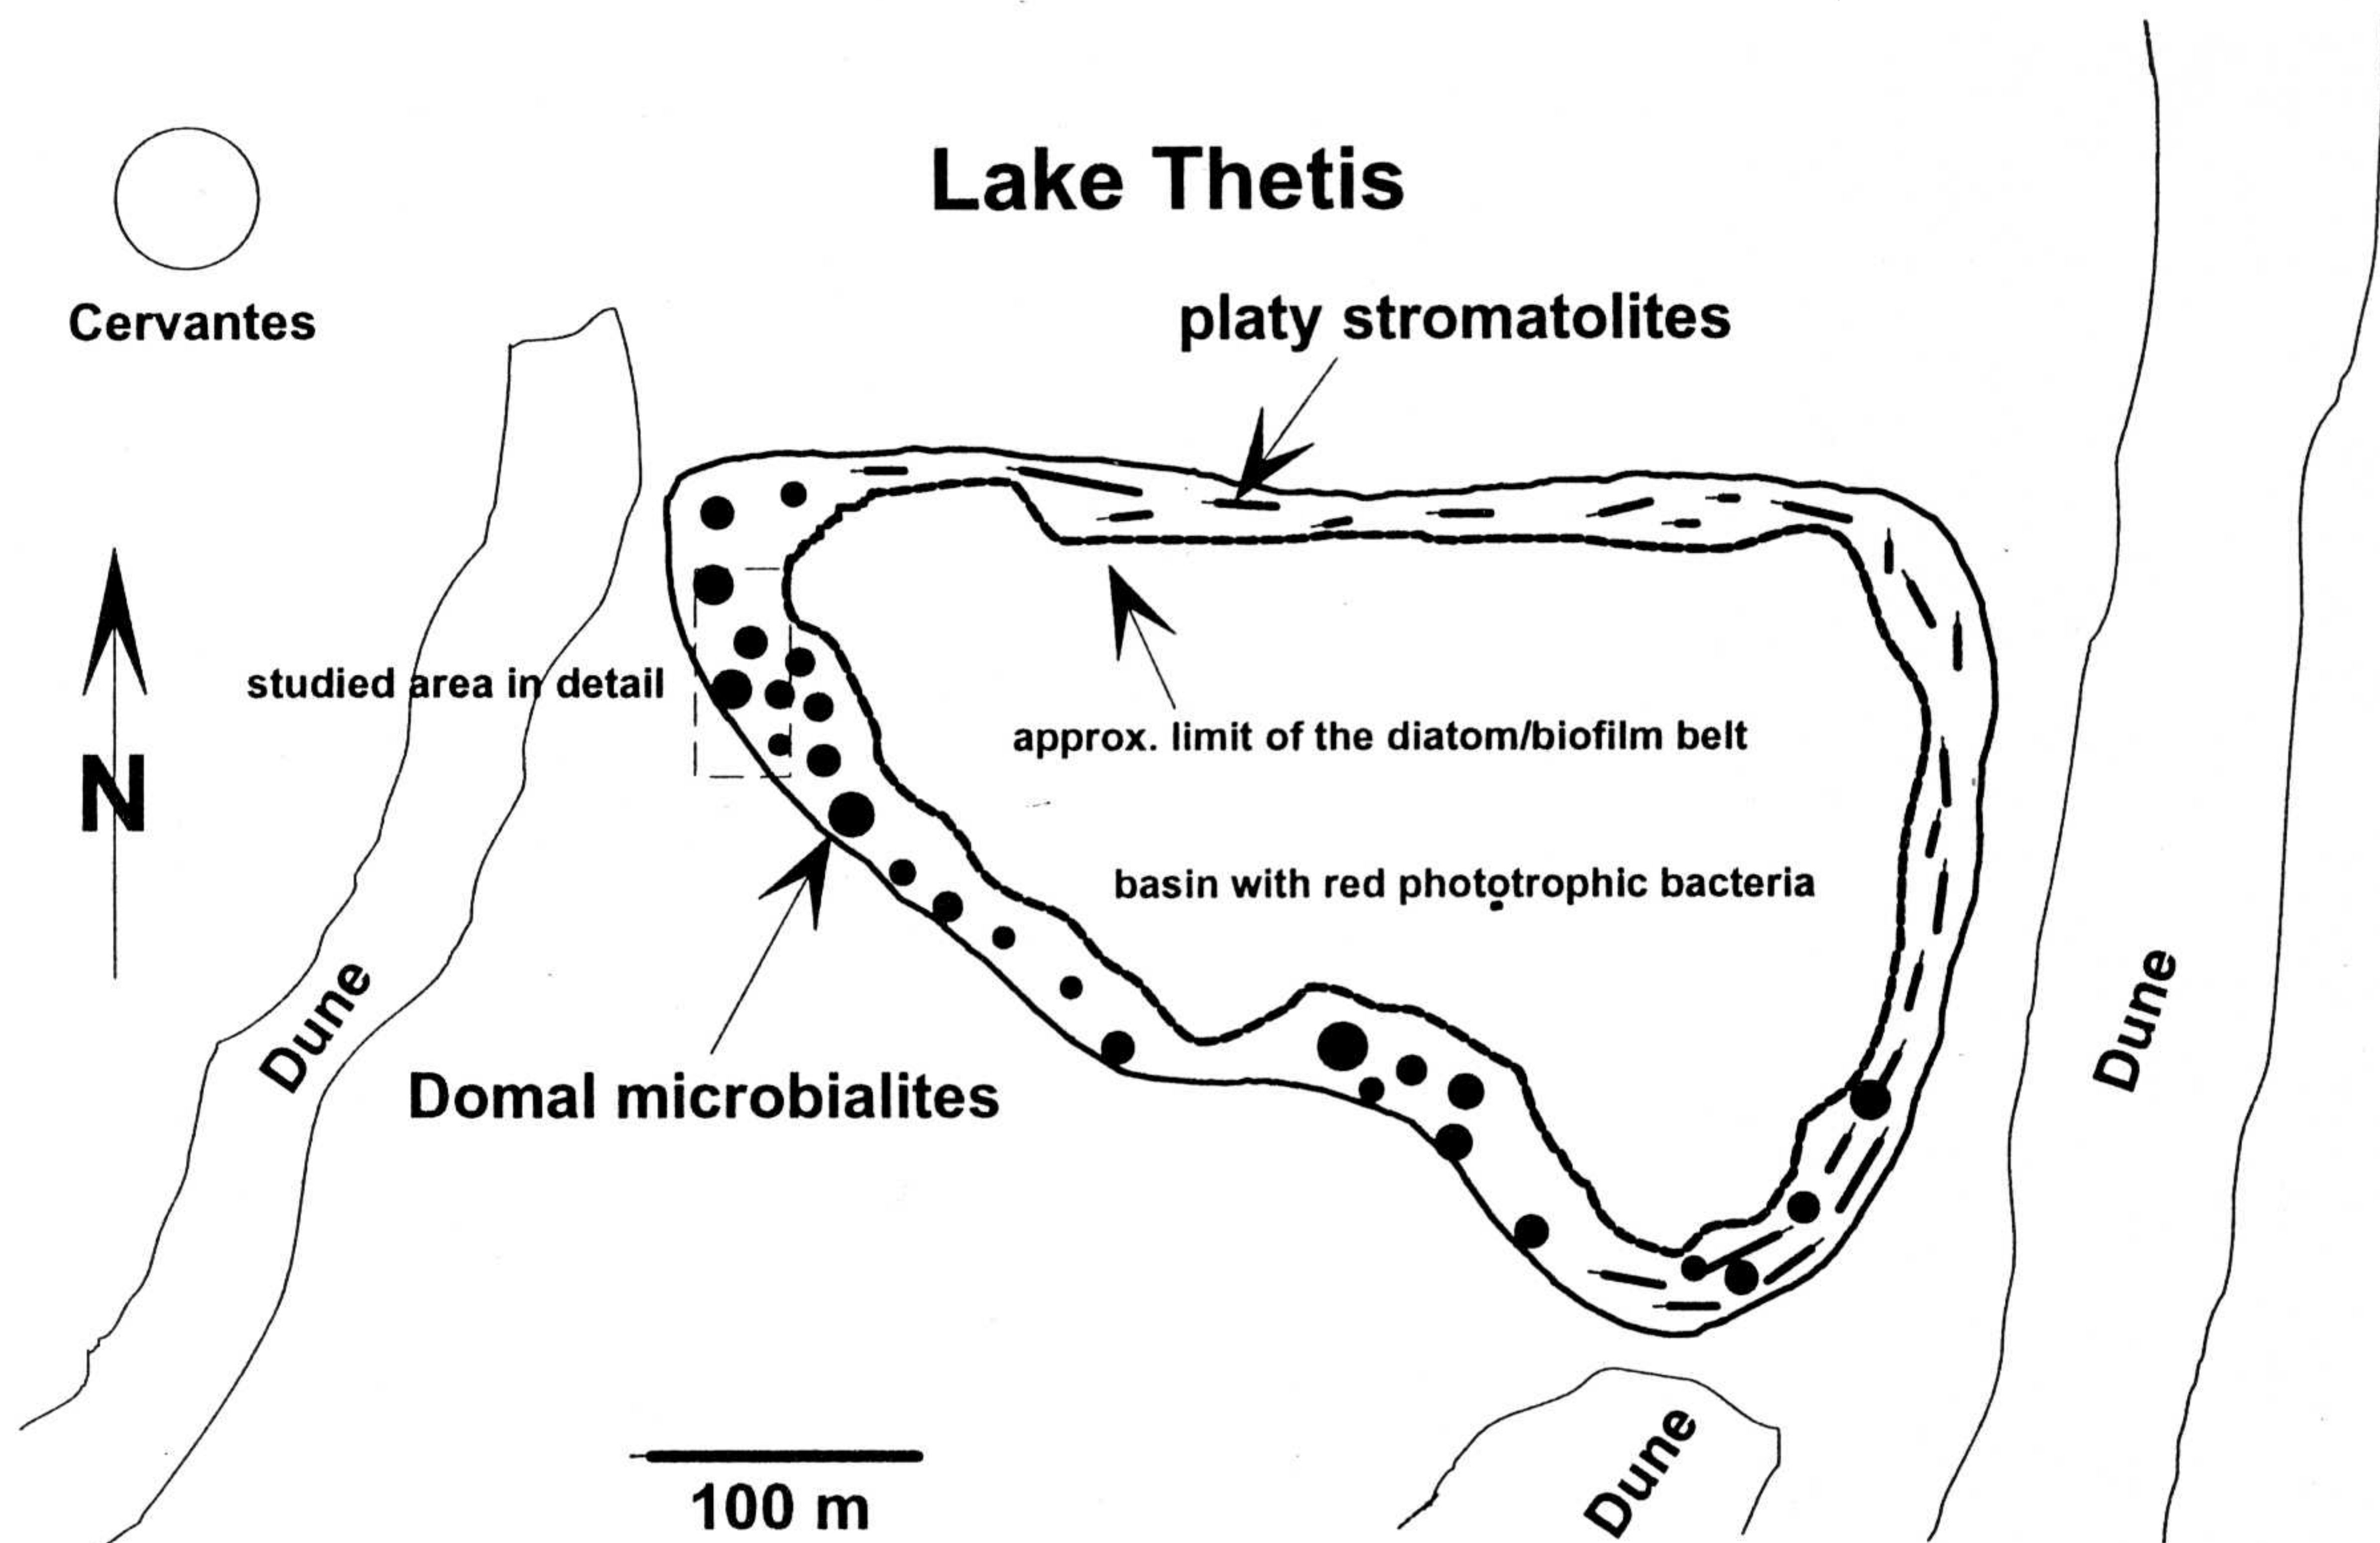 Lake Thetis
Cervantes
platy stromatolites
studied area in detail
approx. limit of the diatom/biofilm belt
N
basin with red phototrophic bacteria
Dune
Dune
Domal microbialites
Dune
100 m